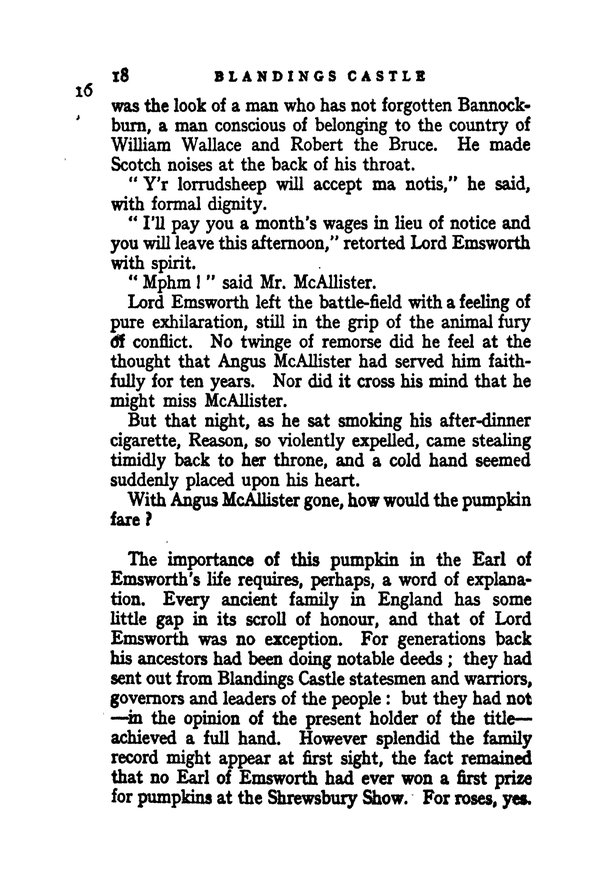 18 BLANDINGS CASTLE
16
was the look of a man who has not forgotten Bannock-
burn, a man conscious of belonging to the country of
William Wallace and Robert the Bruce. He made
Scotch noises at the back of his throat.
" Y'r lorrudsheep will accept ma notis," he said,
with formal dignity.
" I'll pay you a month's wages in lieu of notice and
you will leave this afternoon," retorted Lord Emsworth
with spirit.
" Mphm ! " said Mr. McAllister.
Lord Emsworth left the battle-field with a feeling of
pure exhilaration, still in the grip of the animal fury
of conflict. No twinge of remorse did he feel at the
thought that Angus McAllister had served him faith-
fully for ten years. Nor did it cross his mind that he
might miss McAllister.
But that night, as he sat smoking his after-dinner
cigarette, Reason, so violently expelled, came stealing
timidly back to her throne, and a cold hand seemed
suddenly placed upon his heart.
With Angus McAllister gone, how would the pumpkin
fare ?
The importance of this pumpkin in the Earl of
Emsworth's life requires, perhaps, a word of explana-
tion. Every ancient family in England has some
little gap in its scroll of honour, and that of Lord
Emsworth was no exception. For generations back
his ancestors had been doing notable deeds ; they had
sent out from Blandings Castle statesmen and warriors,
governors and leaders of the people : but they had not
—in the opinion of the present holder of the title—
achieved a full hand. However splendid the family
record might appear at first sight, the fact remained
that no Earl of Emsworth had ever won a first prize
for pumpkins at the Shrewsbury Show. For roses, yes.